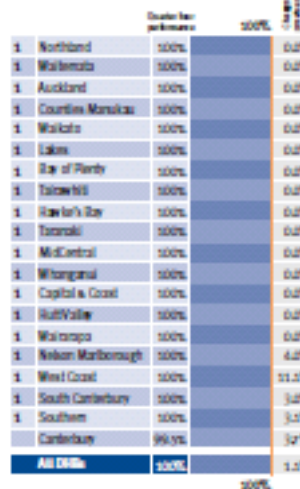 Quarter four
performance 100%
1 Northland 100%
1 Waitemata 100%
1 Auckland 100%
1 Counties Manukau 100%
1 Waikato 100%
1 Lakes 100%
1 Bay of Plenty 100%
1 Tairawhiti 100%
1 Hawke's Bay 100%
1 Taranaki 100%
1 MidCentral 100%
1 Whanganui 100%
1 Capital & Coast 100%
1 Hutt Valley 100%
1 Wairarapa 100%
1 Nelson Marlborough 100%
1 West Coast 100%
1 South Canterbury 100%
1 Southern 100%
Canterbury 99.9%
All DHBs 100%
100%